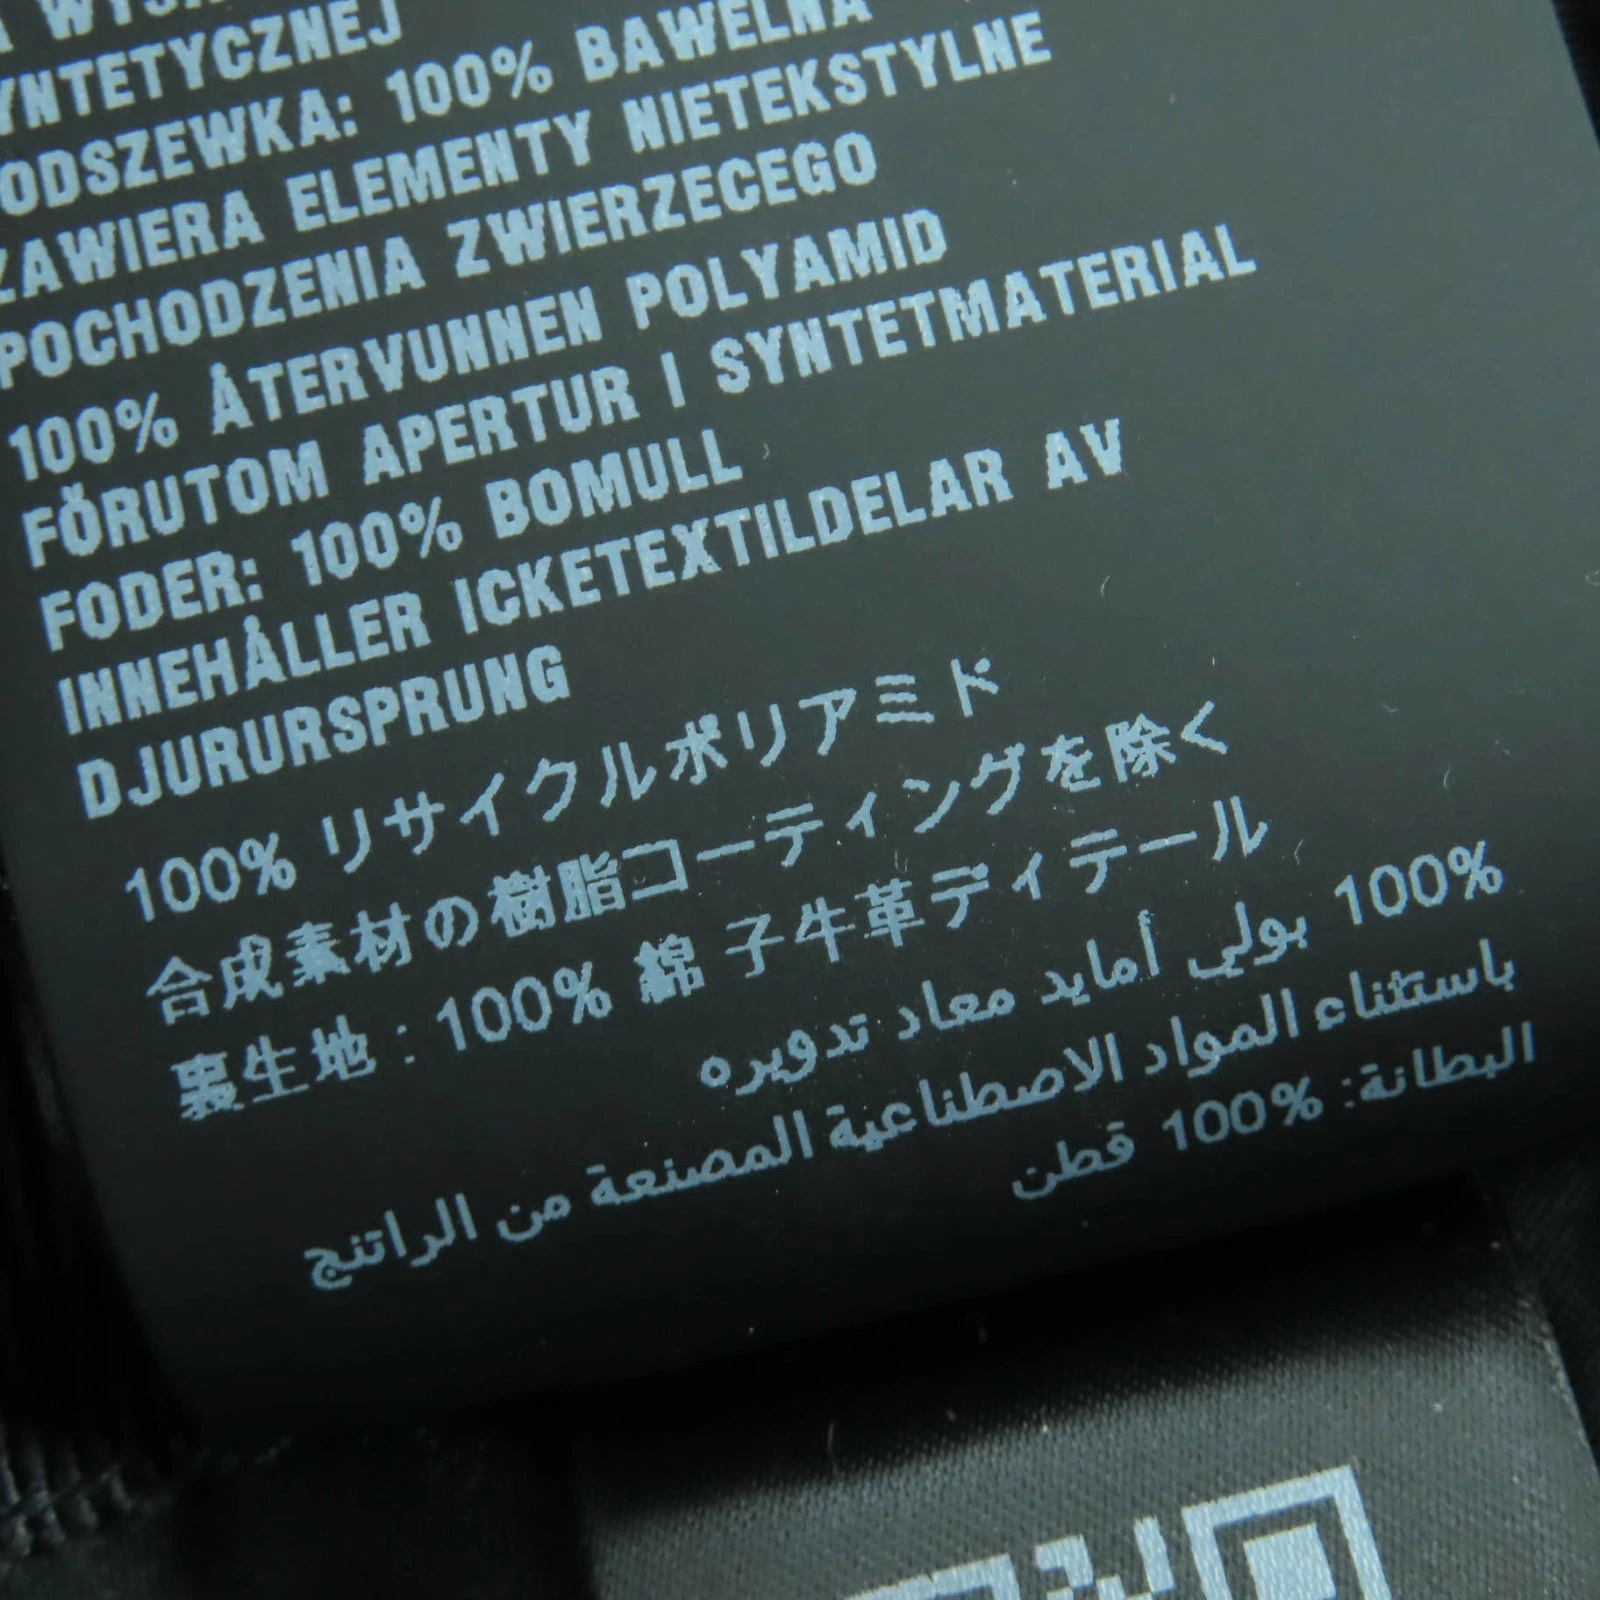 SYNTETYCZNEJ
PODSZEWKA: 100% BAWEŁNA
ZAWIERA ELEMENTY NIETEKSTYLNE
POCHODZENIA ZWIERZECEGO
100% ÅTERVUNNEN POLYAMID
FÖRUTOM APERTUR I SYNTETMATERIAL
FODER: 100% BOMULL
INNEHÅLLER ICKETEXTILDELAR AV
DJURURSPRUNG
100% リサイクルポリアミド
合成素材の樹脂コーティングを除く
裏生地：100% 綿 子牛革ディテール
100% بولي أمايد معاد تدويره
باستثناء المواد الاصطناعية المصنعة من الراتنج
البطانة: 100% قطن